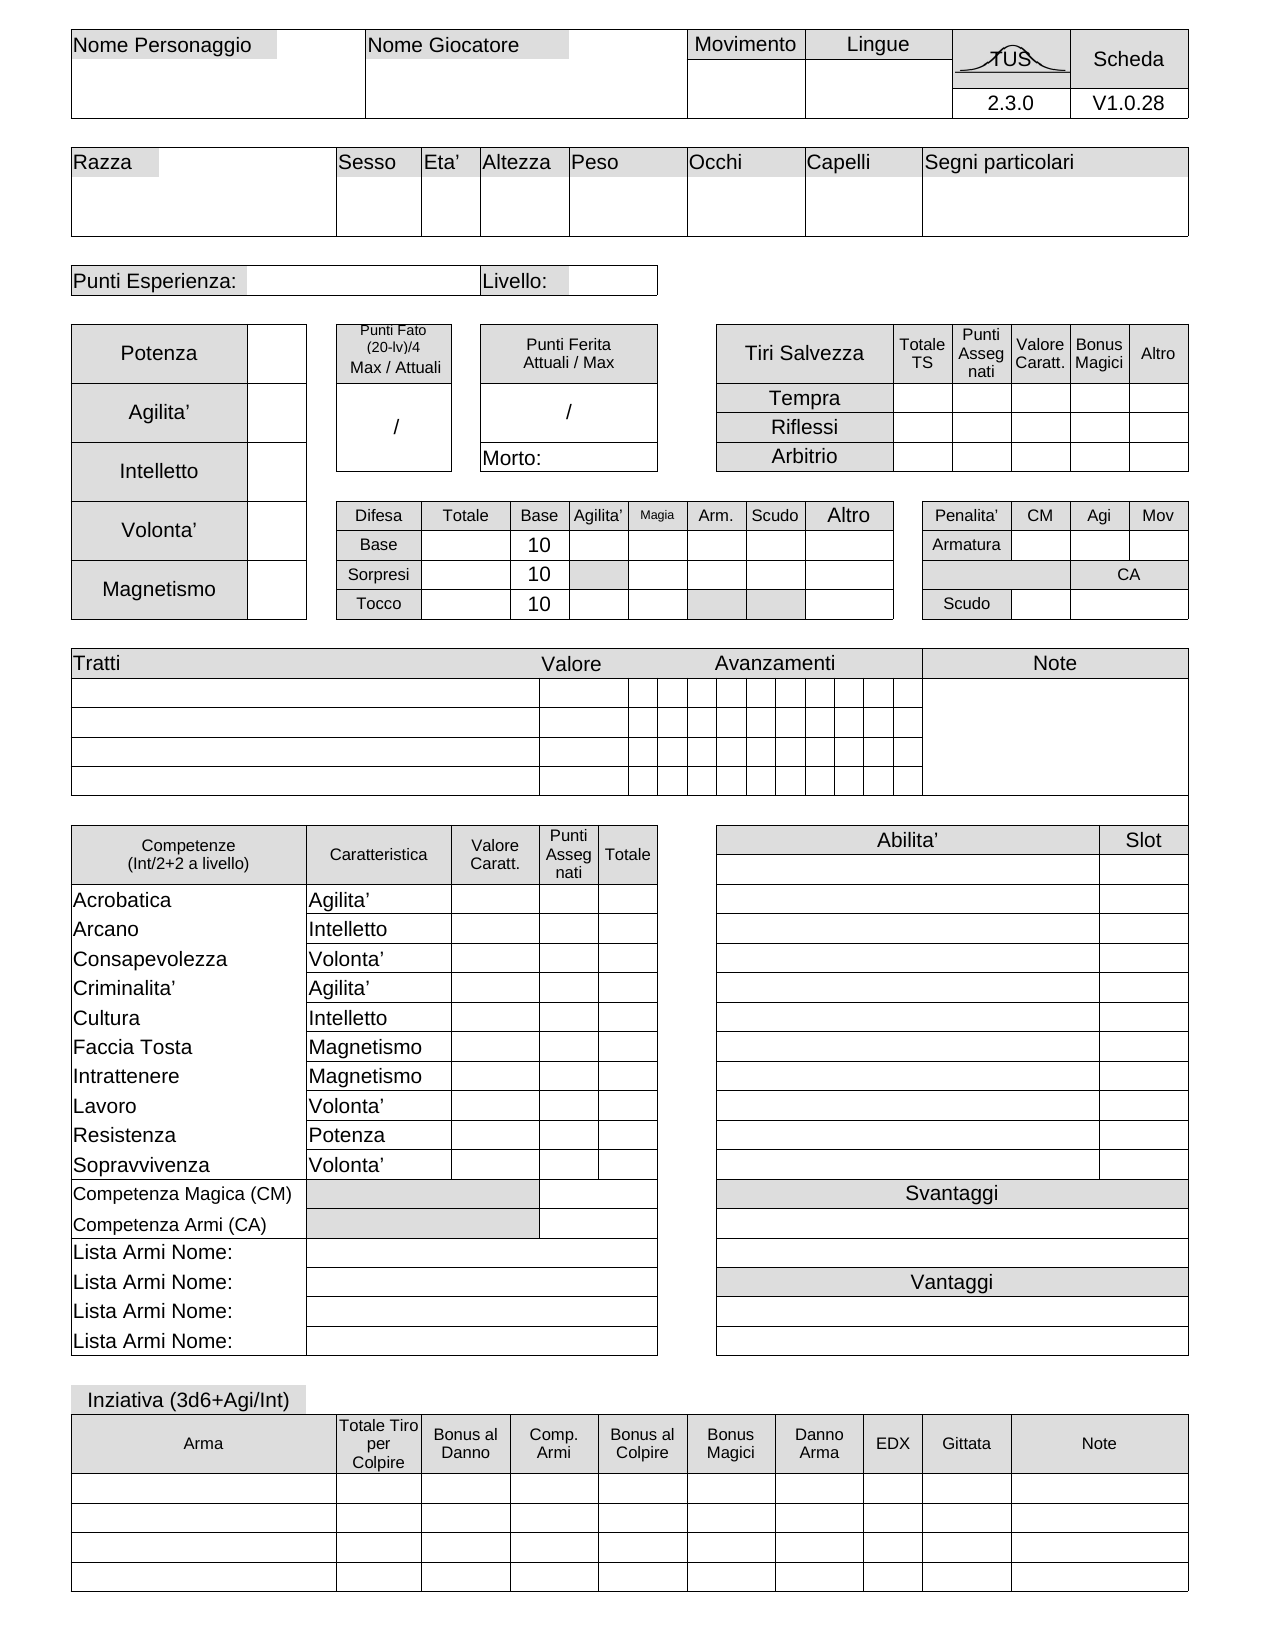 Nome Personaggio Nome Giocatore Movimento Lingue TUS Scheda
2.3.0 V1.0.28
Razza Sesso Eta’ Altezza Peso Occhi Capelli Segni particolari
Punti Esperienza: Livello:
Potenza
Agilita’
Intelletto
Volonta’
Magnetismo
Punti Fato
(20-lv)/4
Max / Attuali
/
Punti Ferita
Attuali / Max
/
Morto:
Tiri Salvezza Totale TS Punti Asseg nati Valore Caratt. Bonus Magici Altro
Tempra
Riflessi
Arbitrio
Difesa Totale Base Agilita’ Magia Arm. Scudo Altro
Base 10
Sorpresi 10
Tocco 10
Penalita’ CM Agi Mov
Armatura
CA
Scudo
Tratti Valore Avanzamenti Note
Competenze
(Int/2+2 a livello)
Caratteristica
Valore Caratt.
Punti Asseg nati
Totale
Acrobatica Agilita’
Arcano Intelletto
Consapevolezza Volonta’
Criminalita’ Agilita’
Cultura Intelletto
Faccia Tosta Magnetismo
Intrattenere Magnetismo
Lavoro Volonta’
Resistenza Potenza
Sopravvivenza Volonta’
Competenza Magica (CM)
Competenza Armi (CA)
Lista Armi Nome:
Lista Armi Nome:
Lista Armi Nome:
Lista Armi Nome:
Abilita’ Slot
Svantaggi
Vantaggi
Inziativa (3d6+Agi/Int)
Arma Totale Tiro per Colpire Bonus al Danno Comp. Armi Bonus al Colpire Bonus Magici Danno Arma EDX Gittata Note